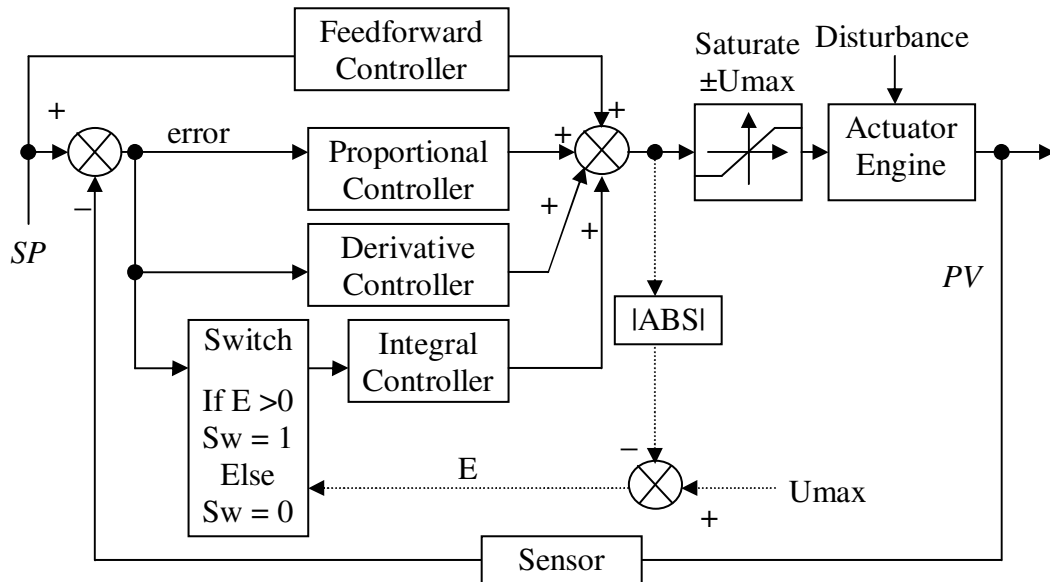 Feedforward
Controller
Saturate
±Umax
Disturbance
+
error
Proportional
Controller
+
+
Actuator
Engine
−
SP
Derivative
Controller
+
+
PV
|ABS|
Switch
If E >0
Sw = 1
Else
Sw = 0
Integral
Controller
−
E
Umax
+
Sensor